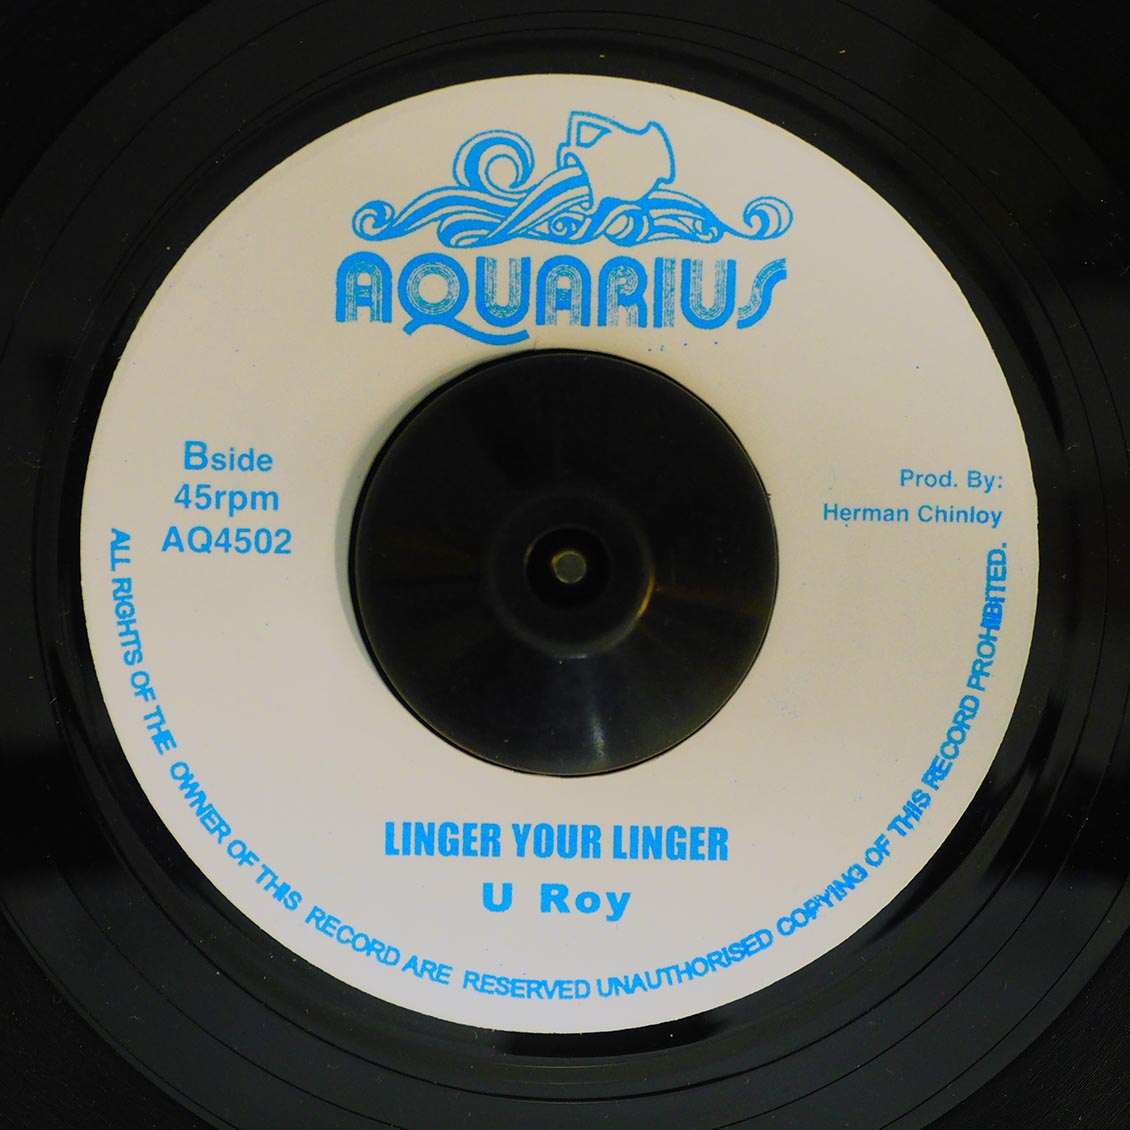 AQUARIUS
Bside
45rpm
AQ4502
Prod. By:
Herman Chinloy
LINGER YOUR LINGER
U Roy
ALL RIGHTS OF THE OWNER OF THIS RECORD ARE RESERVED UNAUTHORISED COPYING OF THIS RECORD PROHIBITED.